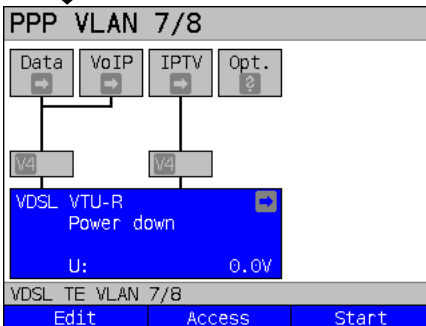 PPP VLAN 7/8
Data VoIP IPTV Opt.
?
V4 V4
VDSL VTU-R
Power down
U: 0.0V
VDSL TE VLAN 7/8
Edit Access Start